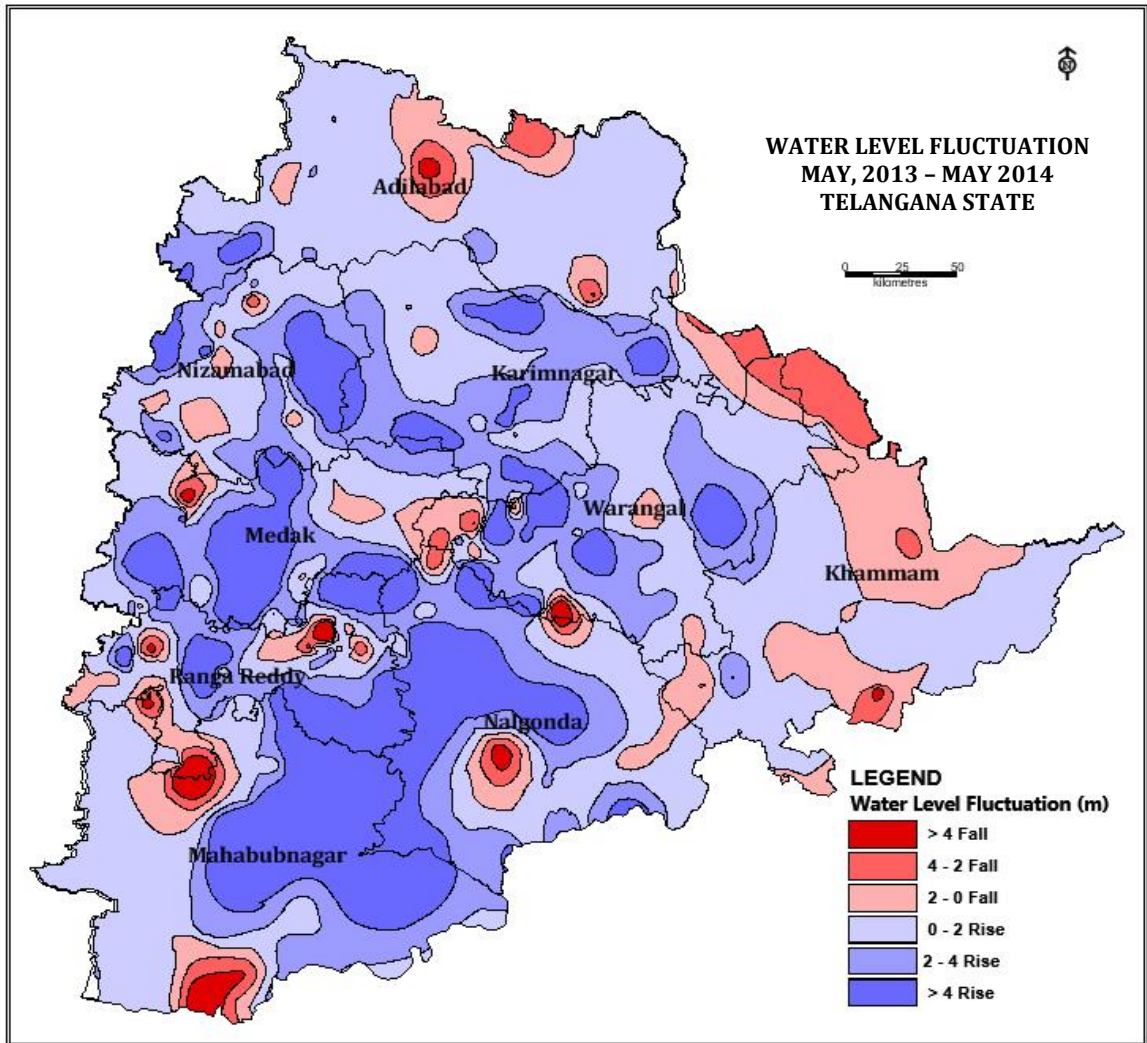 N
WATER LEVEL FLUCTUATION
MAY, 2013 – MAY 2014
TELANGANA STATE
0 25 50
kilometres
Adilabad
Nizamabad
Karimnagar
Medak
Warangal
Khammam
Ranga Reddy
Nalgonda
Mahabubnagar
LEGEND
Water Level Fluctuation (m)
> 4 Fall
4 - 2 Fall
2 - 0 Fall
0 - 2 Rise
2 - 4 Rise
> 4 Rise